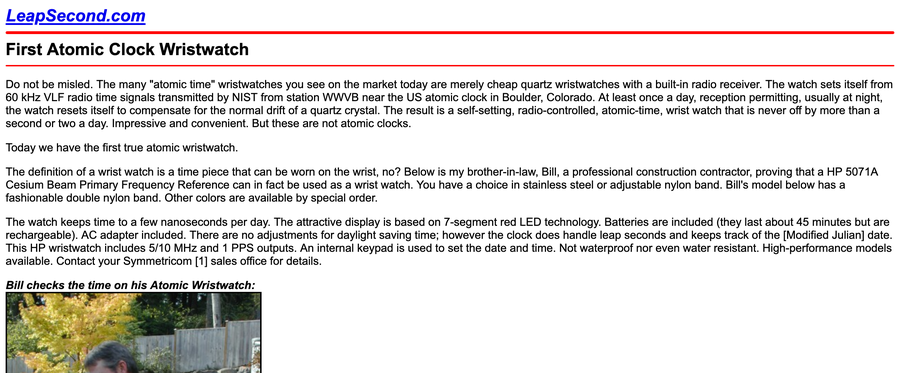 LeapSecond.com
First Atomic Clock Wristwatch
Do not be misled. The many "atomic time" wristwatches you see on the market today are merely cheap quartz wristwatches with a built-in radio receiver. The watch sets itself from
60 kHz VLF radio time signals transmitted by NIST from station WWVB near the US atomic clock in Boulder, Colorado. At least once a day, reception permitting, usually at night,
the watch resets itself to compensate for the normal drift of a quartz crystal. The result is a self-setting, radio-controlled, atomic-time, wrist watch that is never off by more than a
second or two a day. Impressive and convenient. But these are not atomic clocks.
Today we have the first true atomic wristwatch.
The definition of a wrist watch is a time piece that can be worn on the wrist, no? Below is my brother-in-law, Bill, a professional construction contractor, proving that a HP 5071A
Cesium Beam Primary Frequency Reference can in fact be used as a wrist watch. You have a choice in stainless steel or adjustable nylon band. Bill's model below has a
fashionable double nylon band. Other colors are available by special order.
The watch keeps time to a few nanoseconds per day. The attractive display is based on 7-segment red LED technology. Batteries are included (they last about 45 minutes but are
rechargeable). AC adapter included. There are no adjustments for daylight saving time; however the clock does handle leap seconds and keeps track of the [Modified Julian] date.
This HP wristwatch includes 5/10 MHz and 1 PPS outputs. An internal keypad is used to set the date and time. Not waterproof nor even water resistant. High-performance models
available. Contact your Symmetricom [1] sales office for details.
Bill checks the time on his Atomic Wristwatch: